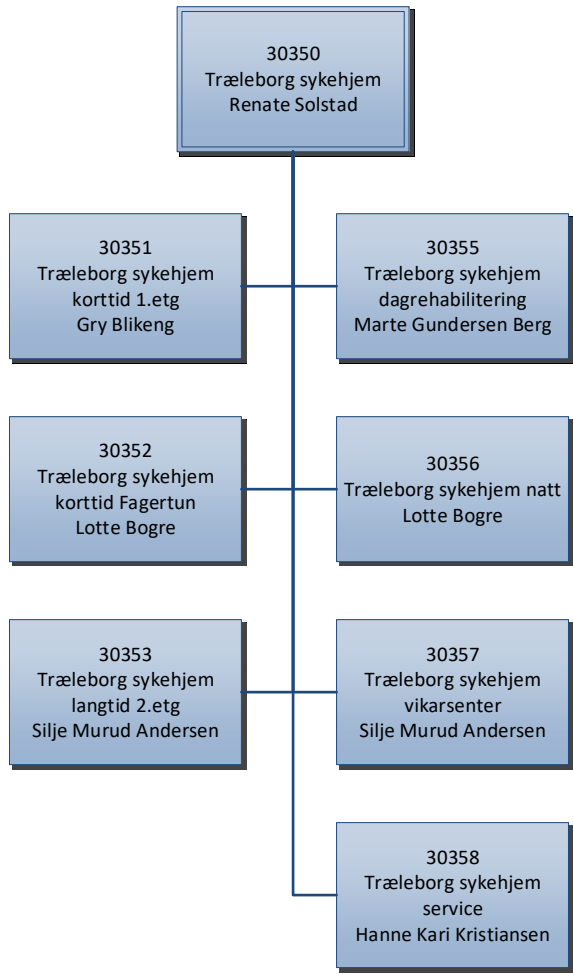 30350
Træleborg sykehjem
Renate Solstad
30351
Træleborg sykehjem
korttid 1.etg
Gry Blikeng
30355
Træleborg sykehjem
dagrehabilitering
Marte Gundersen Berg
30352
Træleborg sykehjem
korttid Fagertun
Lotte Bogre
30356
Træleborg sykehjem natt
Lotte Bogre
30353
Træleborg sykehjem
langtid 2.etg
Silje Murud Andersen
30357
Træleborg sykehjem
vikarsenter
Silje Murud Andersen
30358
Træleborg sykehjem
service
Hanne Kari Kristiansen